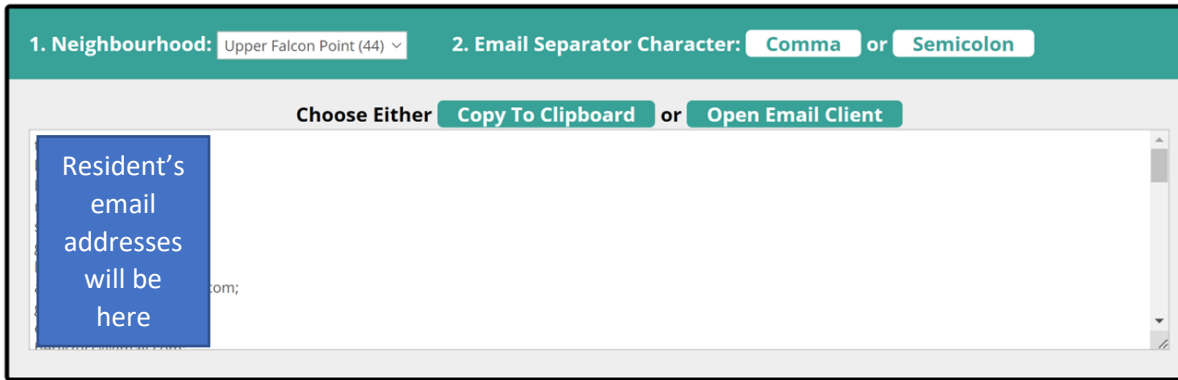 1. Neighbourhood: Upper Falcon Point (44) 2. Email Separator Character: Comma or Semicolon
Choose Either Copy To Clipboard or Open Email Client
Resident's
email
addresses
will be
here
com;